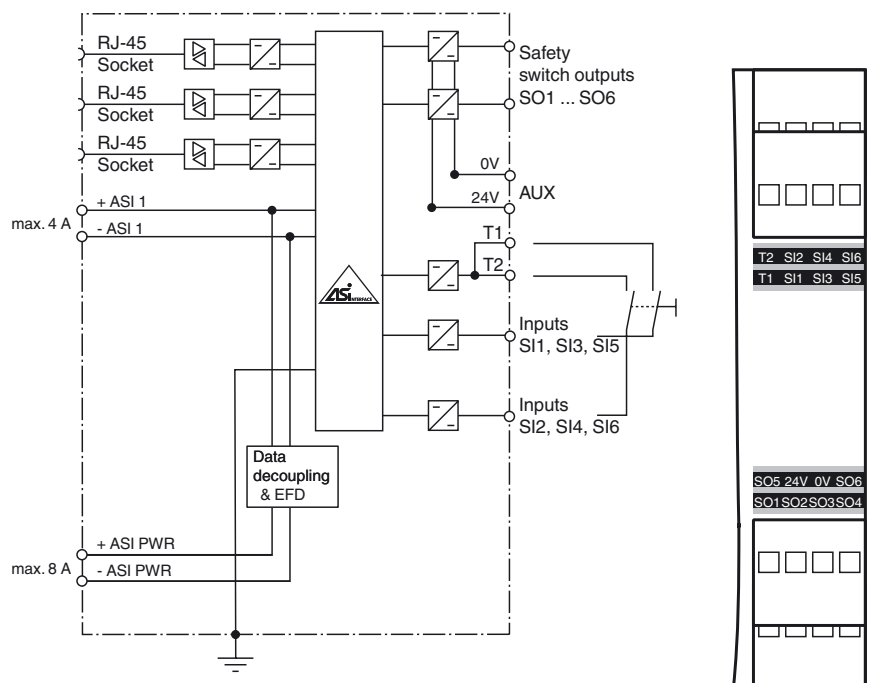 RJ-45
Socket
RJ-45
Socket
RJ-45
Socket
+ ASI 1
max. 4 A
- ASI 1
Safety
switch outputs
SO1 ... SO6
0V
AUX
24V
T1
T2
ASi
INTERFACE
Inputs
SI1, SI3, SI5
Inputs
SI2, SI4, SI6
Data
decoupling
& EFD
+ ASI PWR
max. 8 A
- ASI PWR
T2 SI2 SI4 SI6
T1 SI1 SI3 SI5
SO5 24V 0V SO6
SO1 SO2 SO3 SO4